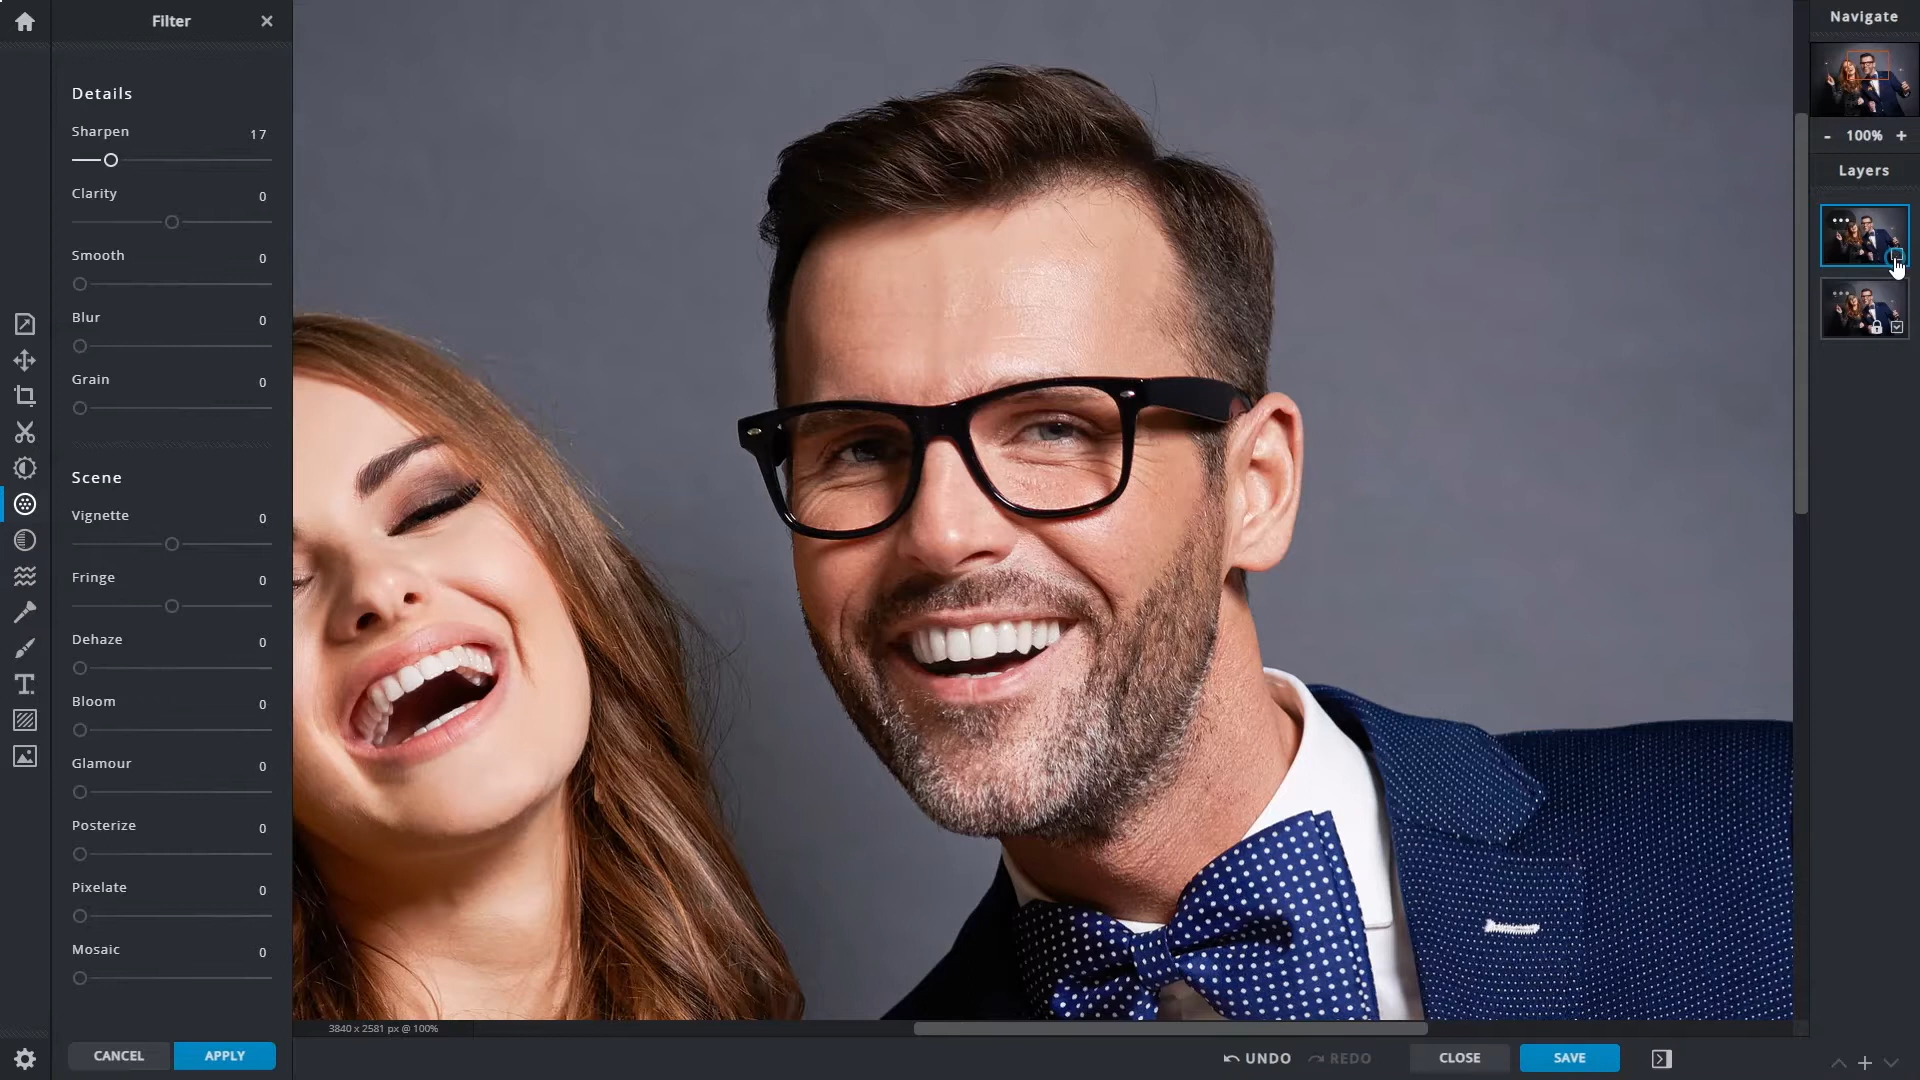 Filter
Details
Sharpen 17
Clarity 0
Smooth 0
Blur 0
Grain 0
Scene
Vignette 0
Fringe 0
Dehaze 0
Bloom 0
Glamour 0
Posterize 0
Pixelate 0
Mosaic 0
CANCEL APPLY
3840 x 2581 px @ 100%
UNDO REDO CLOSE SAVE
Navigate
- 100% +
Layers